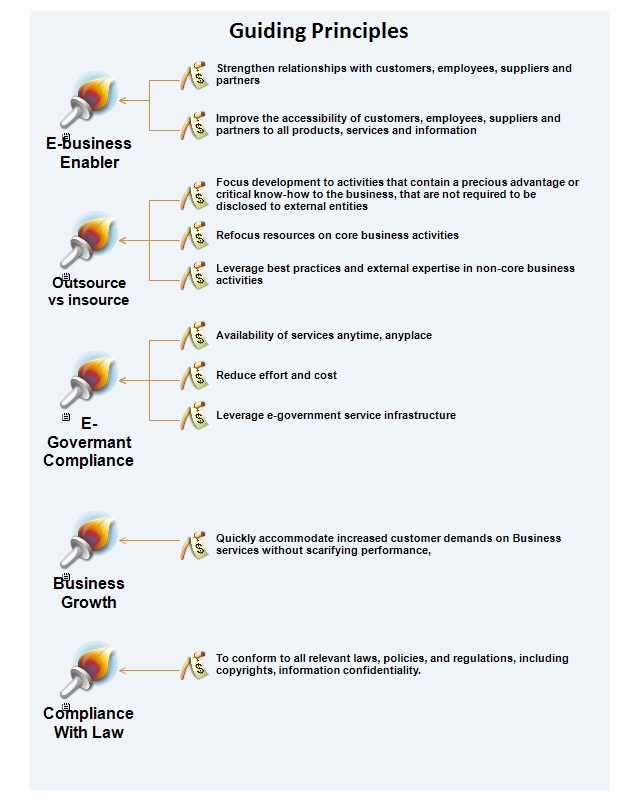 Guiding Principles
Strengthen relationships with customers, employees, suppliers and
partners
Improve the accessibility of customers, employees, suppliers and
partners to all products, services and information
E-business
Enabler
Focus development to activities that contain a precious advantage or
critical know-how to the business, that are not required to be
disclosed to external entities
Refocus resources on core business activities
Leverage best practices and external expertise in non-core business
activities
Outsource
vs insource
Availability of services anytime, anyplace
Reduce effort and cost
Leverage e-government service infrastructure
E-
Govermant
Compliance
Quickly accommodate increased customer demands on Business
services without scarifying performance,
Business
Growth
To conform to all relevant laws, policies, and regulations, including
copyrights, information confidentiality.
Compliance
With Law